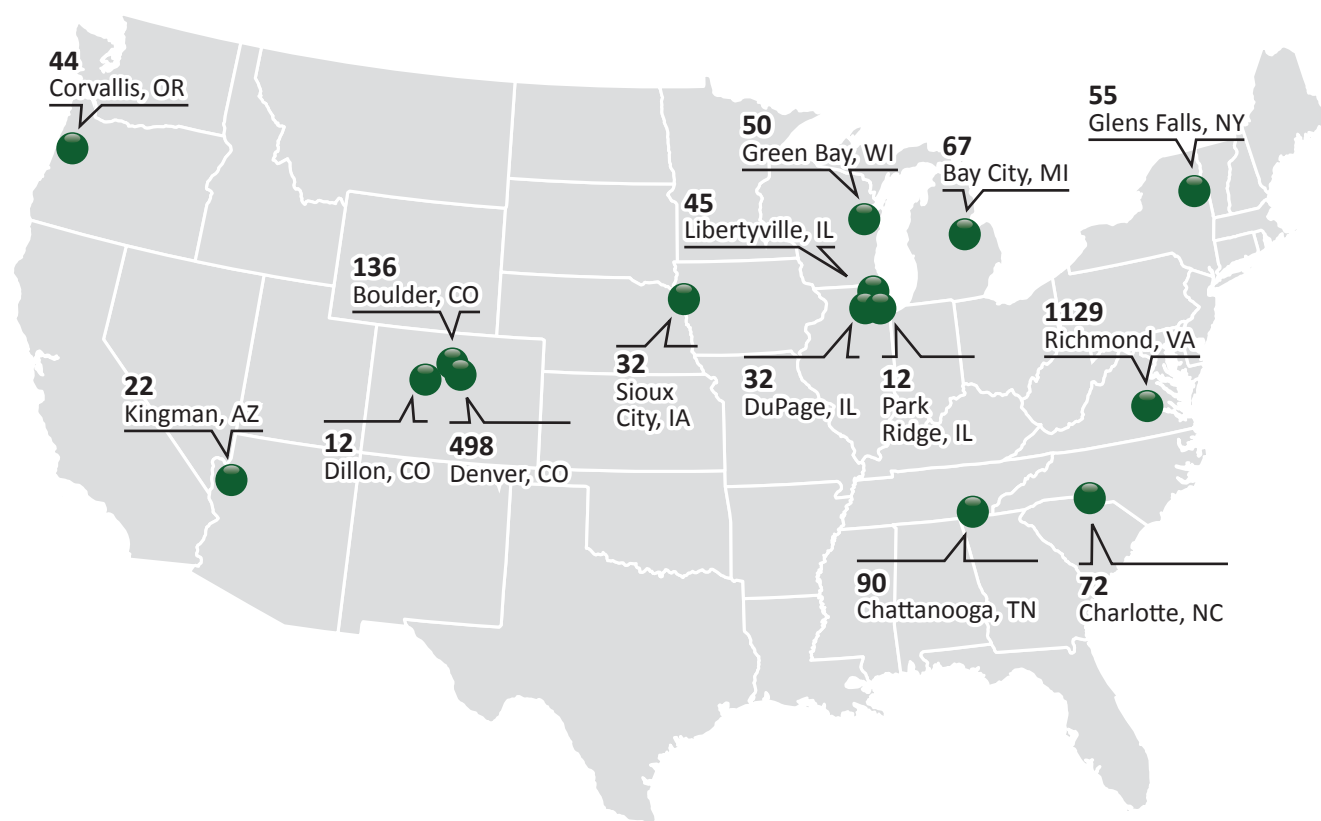 44
Corvallis, OR
55
Glens Falls, NY
50
Green Bay, WI
67
Bay City, MI
45
Libertyville, IL
136
Boulder, CO
1129
Richmond, VA
32
Sioux
City, IA
32
DuPage, IL
12
Park
Ridge, IL
22
Kingman, AZ
12
Dillon, CO
498
Denver, CO
90
Chattanooga, TN
72
Charlotte, NC